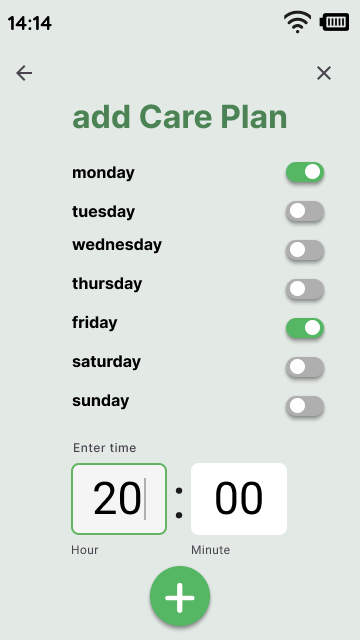 14:14
add Care Plan
monday
tuesday
wednesday
thursday
friday
saturday
sunday
Enter time
20 : 00
Hour Minute